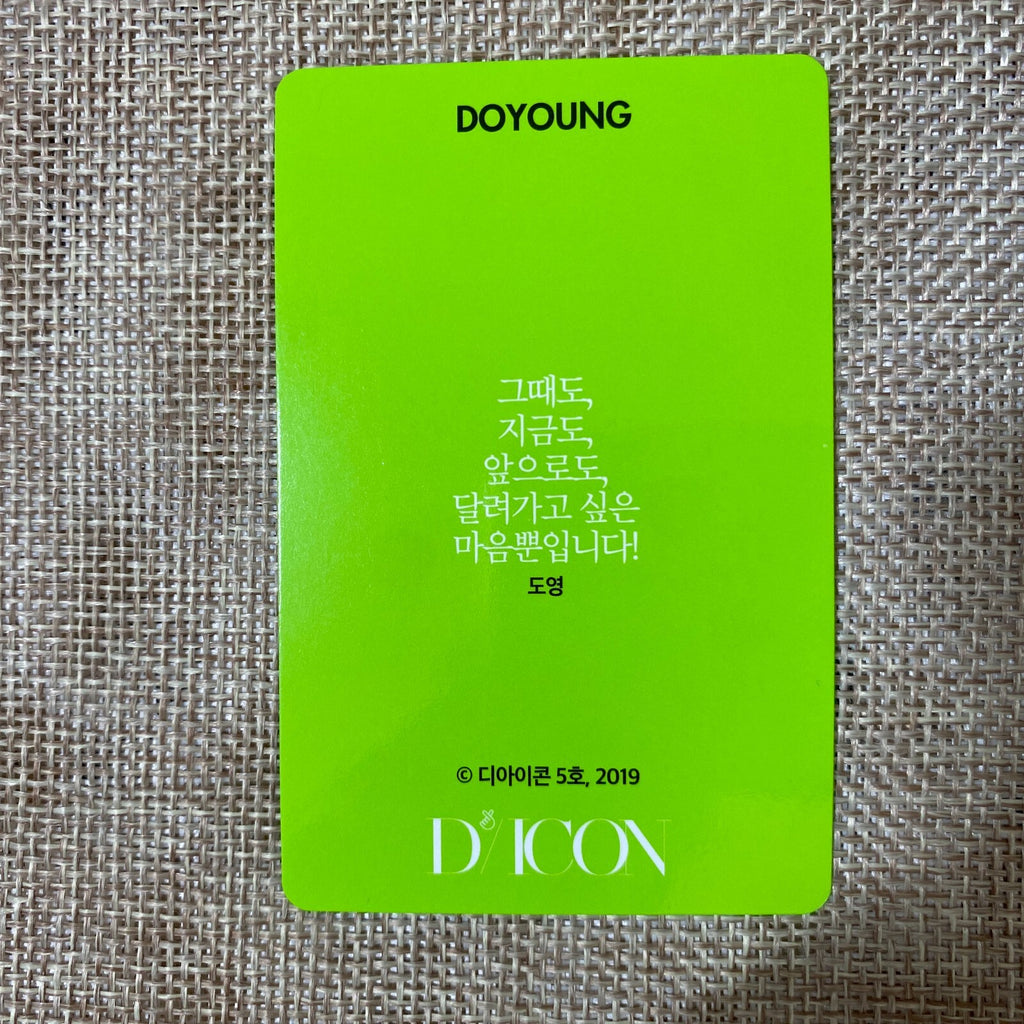 DOYOUNG
그때도,
지금도,
앞으로도,
달려가고 싶은
마음뿐입니다!
도영
© 디아이콘 5호, 2019
D/ICON